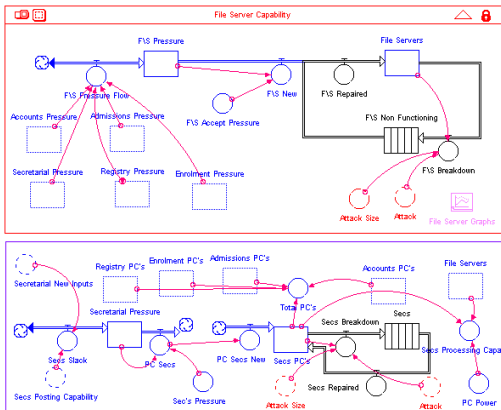 File Server Capability
F\S Pressure
File Servers
F\S Pressure Flow
F\S New
F\S Repaired
Accounts Pressure
Admissions Pressure
F\S Accept Pressure
F\S Non Functioning
Secretarial Pressure
Registry Pressure
Enrolment Pressure
F\S Breakdown
Attack Size
Attack
File Server Graphs
Secretarial New Inputs
Registry PC's
Enrolment PC's
Admissions PC's
Accounts PC's
File Servers
Secretarial Pressure
Total PC's
Secs Breakdown
Secs
Secs Slack
PC Secs
PC Secs New
Secs PC's
Secs Processing Capa
Secs Posting Capability
Sec's Pressure
Secs Repaired
PC Power
Attack Size
Attack